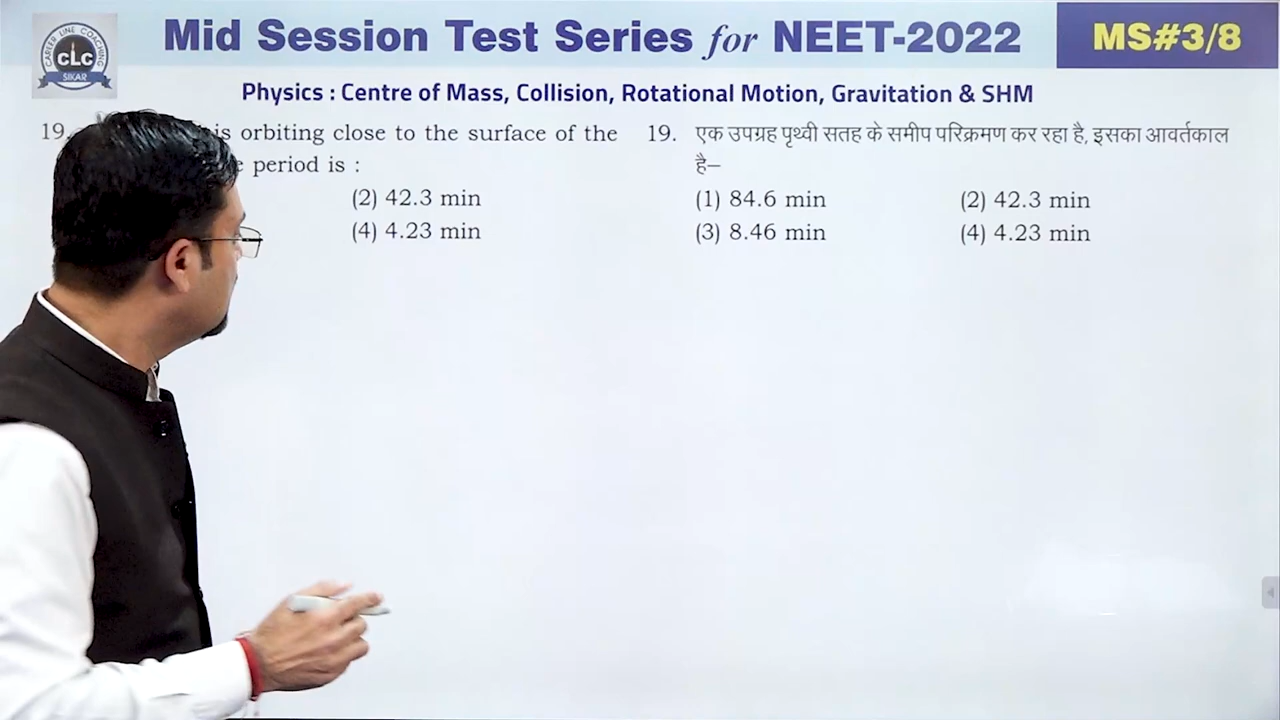 Mid Session Test Series for NEET-2022
MS#3/8
CAREER LINE COACHING
CLC
SIKAR
Physics : Centre of Mass, Collision, Rotational Motion, Gravitation & SHM
19. is orbiting close to the surface of the
period is :
(2) 42.3 min
(4) 4.23 min
19. एक उपग्रह पृथ्वी सतह के समीप परिक्रमण कर रहा है, इसका आवर्तकाल
है–
(1) 84.6 min (2) 42.3 min
(3) 8.46 min (4) 4.23 min